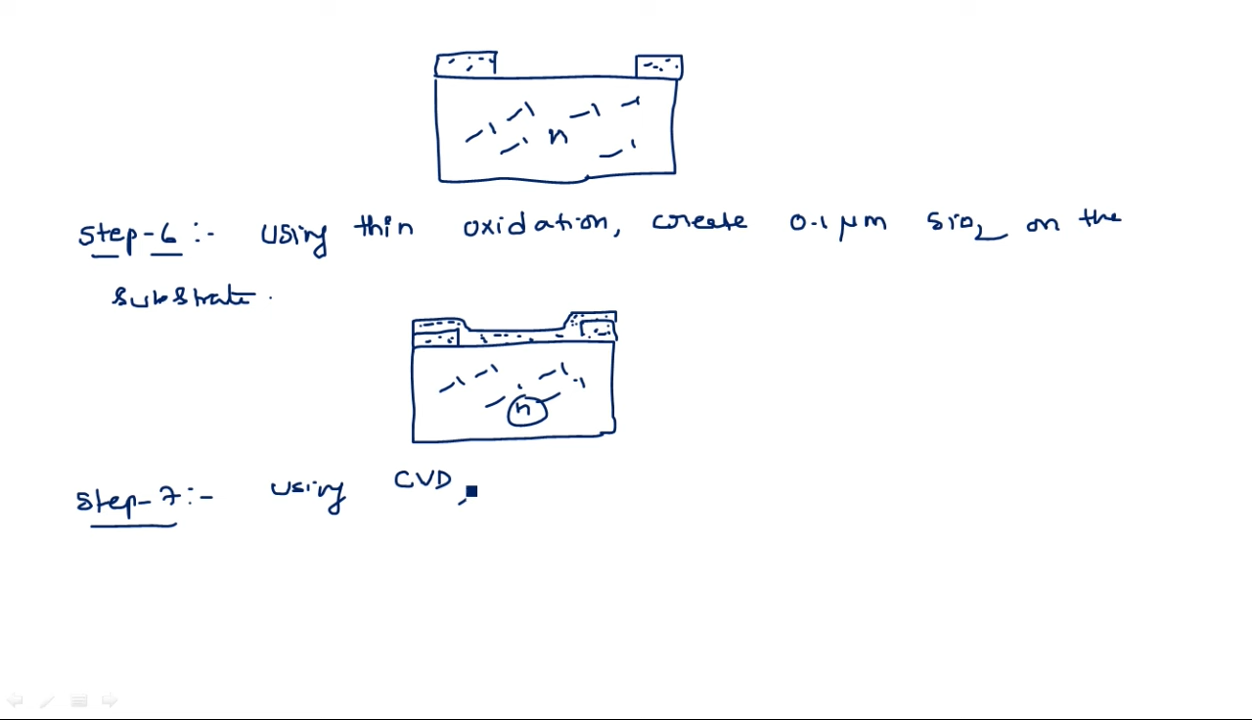 n
Step-6 :- Using thin oxidation, create 0.1 μm SiO2 on the
substrate.
n
Step-7 :- Using CVD,